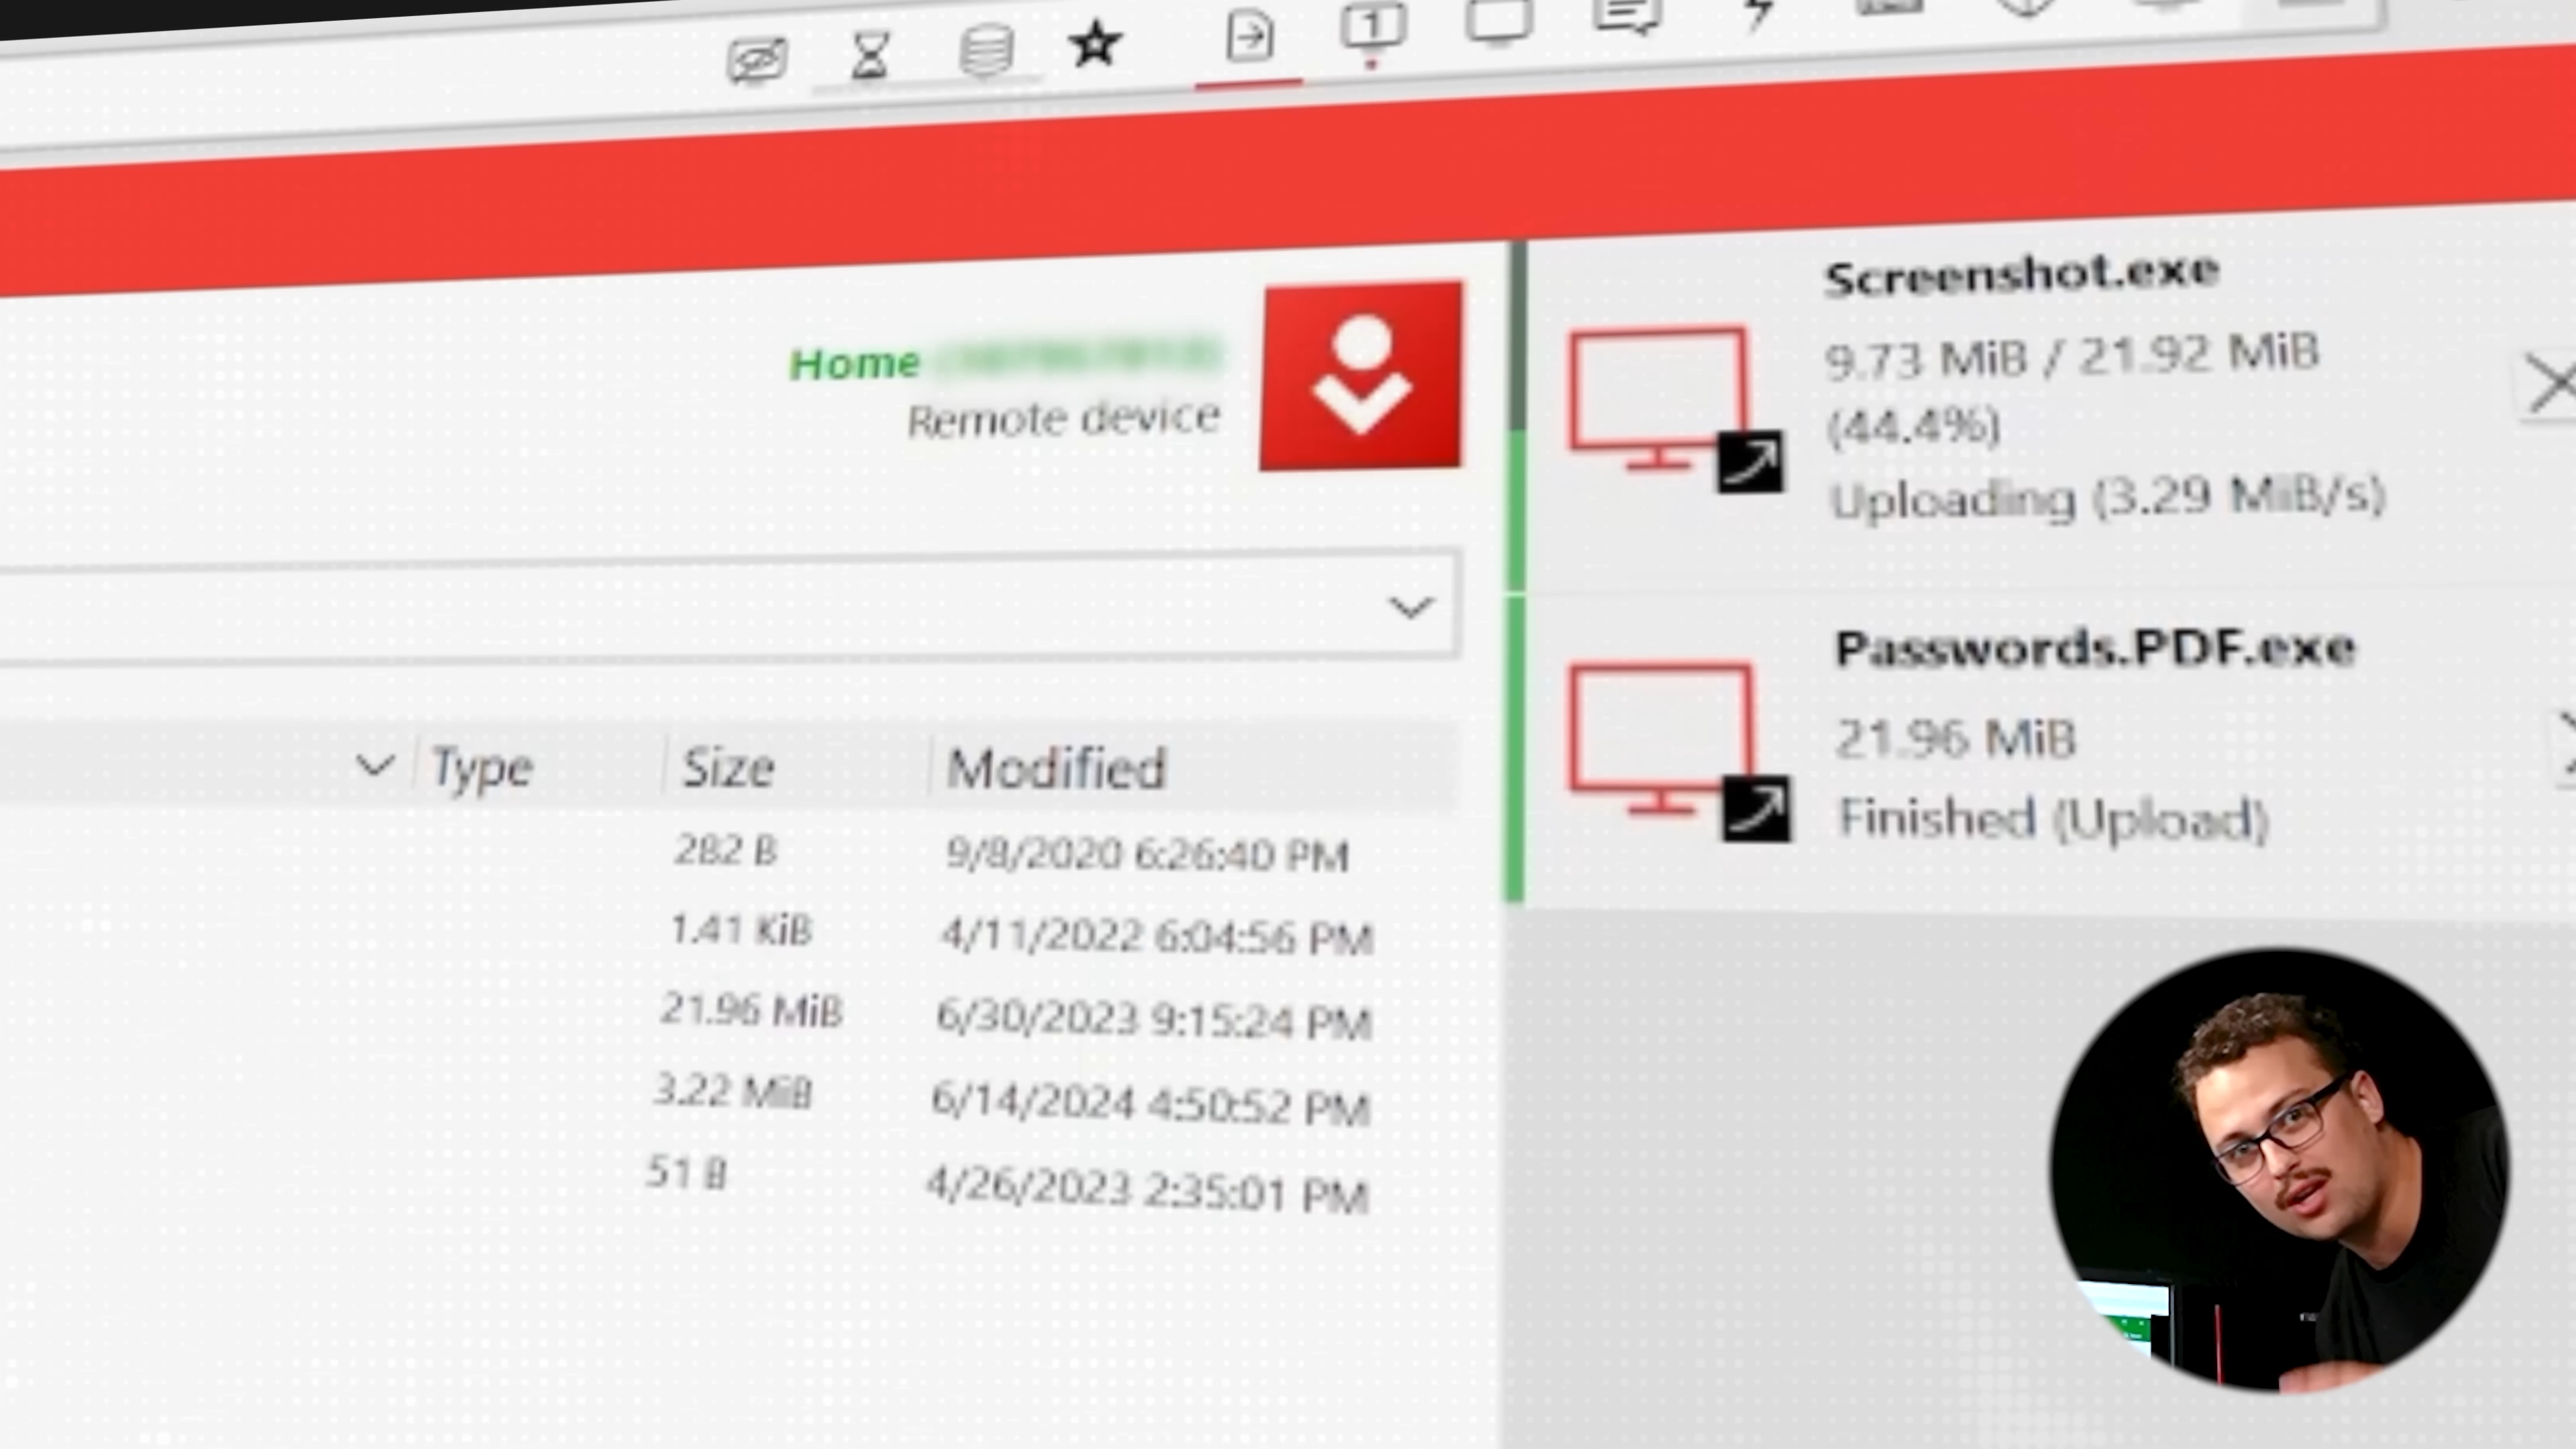 1
Home
Remote device
Type Size Modified
282 B 9/8/2020 6:26:40 PM
1.41 KiB 4/11/2022 6:04:56 PM
21.96 MiB 6/30/2023 9:15:24 PM
3.22 MiB 6/14/2024 4:50:52 PM
51 B 4/26/2023 2:35:01 PM
Screenshot.exe
9.73 MiB / 21.92 MiB
(44.4%)
Uploading (3.29 MiB/s)
Passwords.PDF.exe
21.96 MiB
Finished (Upload)